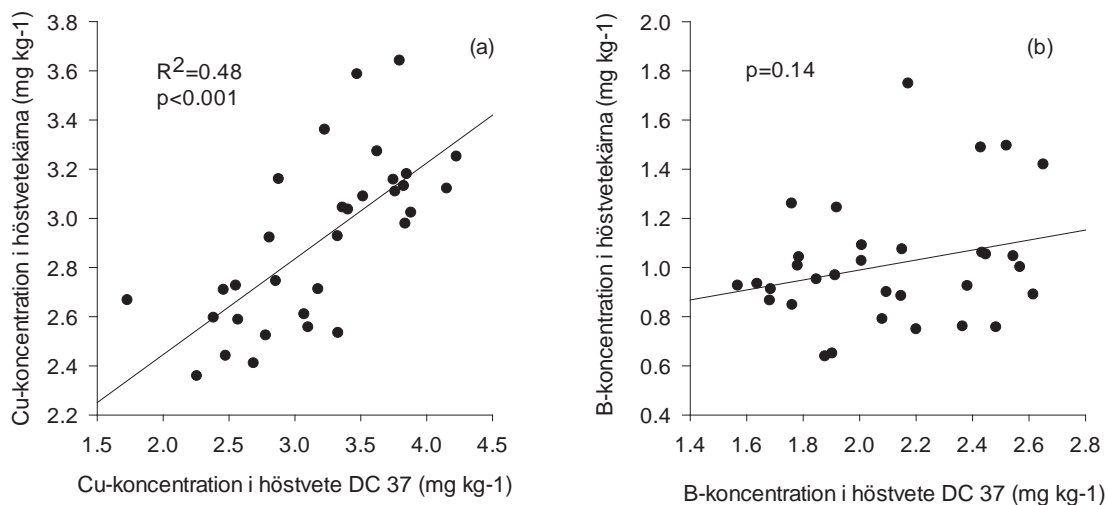 (a)
R2=0.48
p<0.001
Cu-koncentration i höstvetekärna (mg kg-1)
3.8
3.6
3.4
3.2
3.0
2.8
2.6
2.4
2.2
1.5 2.0 2.5 3.0 3.5 4.0 4.5
Cu-koncentration i höstvete DC 37 (mg kg-1)
(b)
p=0.14
B-koncentration i höstvetekärna (mg kg-1)
2.0
1.8
1.6
1.4
1.2
1.0
0.8
0.6
0.4
1.4 1.6 1.8 2.0 2.2 2.4 2.6 2.8
B-koncentration i höstvete DC 37 (mg kg-1)